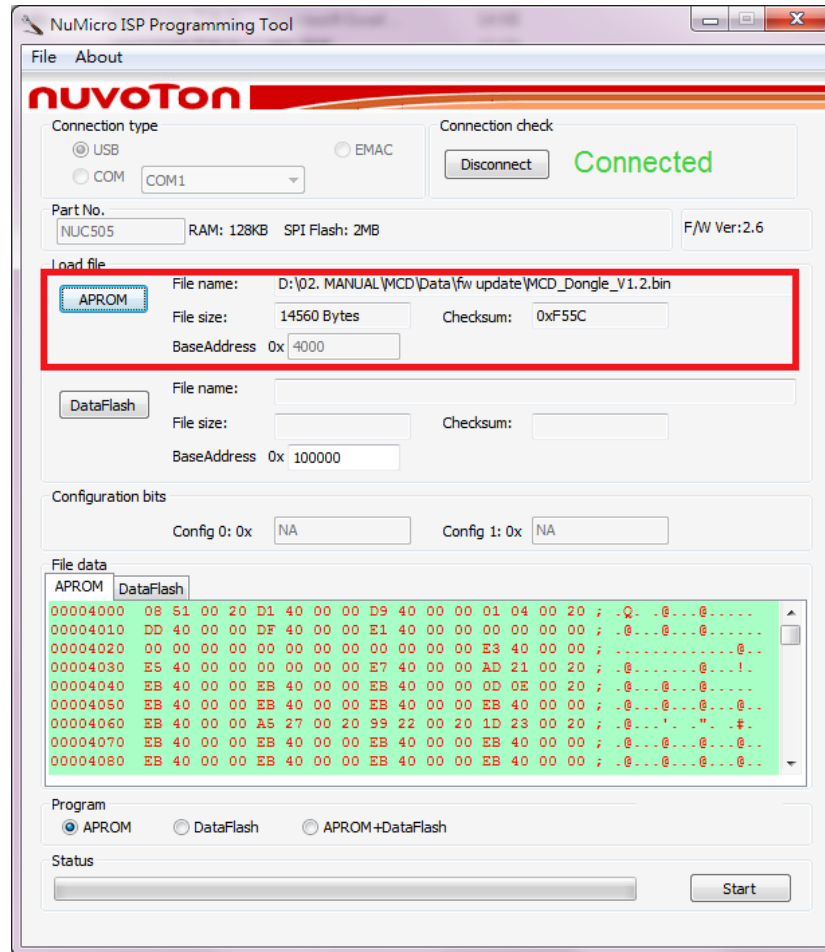 NuMicro ISP Programming Tool
File About
nuvoTon
Connection type
USB EMAC
COM COM1
Connection check
Disconnect Connected
Part No.
NUC505 RAM: 128KB SPI Flash: 2MB F/W Ver:2.6
Load file
APROM
File name: D:\02. MANUAL\MCD\Data\fw update\MCD_Dongle_V1.2.bin
File size: 14560 Bytes Checksum: 0xF55C
BaseAddress 0x 4000
DataFlash
File name:
File size: Checksum:
BaseAddress 0x 100000
Configuration bits
Config 0: 0x NA Config 1: 0x NA
File data
APROM DataFlash
00004000 08 51 00 20 D1 40 00 00 D9 40 00 00 01 04 00 20 ; .Q. .@...@.....
00004010 DD 40 00 00 DF 40 00 00 E1 40 00 00 00 00 00 00 ; .@...@...@......
00004020 00 00 00 00 00 00 00 00 00 00 00 00 E3 40 00 00 ; .............@..
00004030 E5 40 00 00 00 00 00 00 E7 40 00 00 AD 21 00 20 ; .@.......@...!.
00004040 EB 40 00 00 EB 40 00 00 EB 40 00 00 0D 0E 00 20 ; .@...@...@.....
00004050 EB 40 00 00 EB 40 00 00 EB 40 00 00 EB 40 00 00 ; .@...@...@...@..
00004060 EB 40 00 00 A5 27 00 20 99 22 00 20 1D 23 00 20 ; .@...'. .". .#.
00004070 EB 40 00 00 EB 40 00 00 EB 40 00 00 EB 40 00 00 ; .@...@...@...@..
00004080 EB 40 00 00 EB 40 00 00 EB 40 00 00 EB 40 00 00 ; .@...@...@...@..
Program
APROM DataFlash APROM+DataFlash
Status
Start